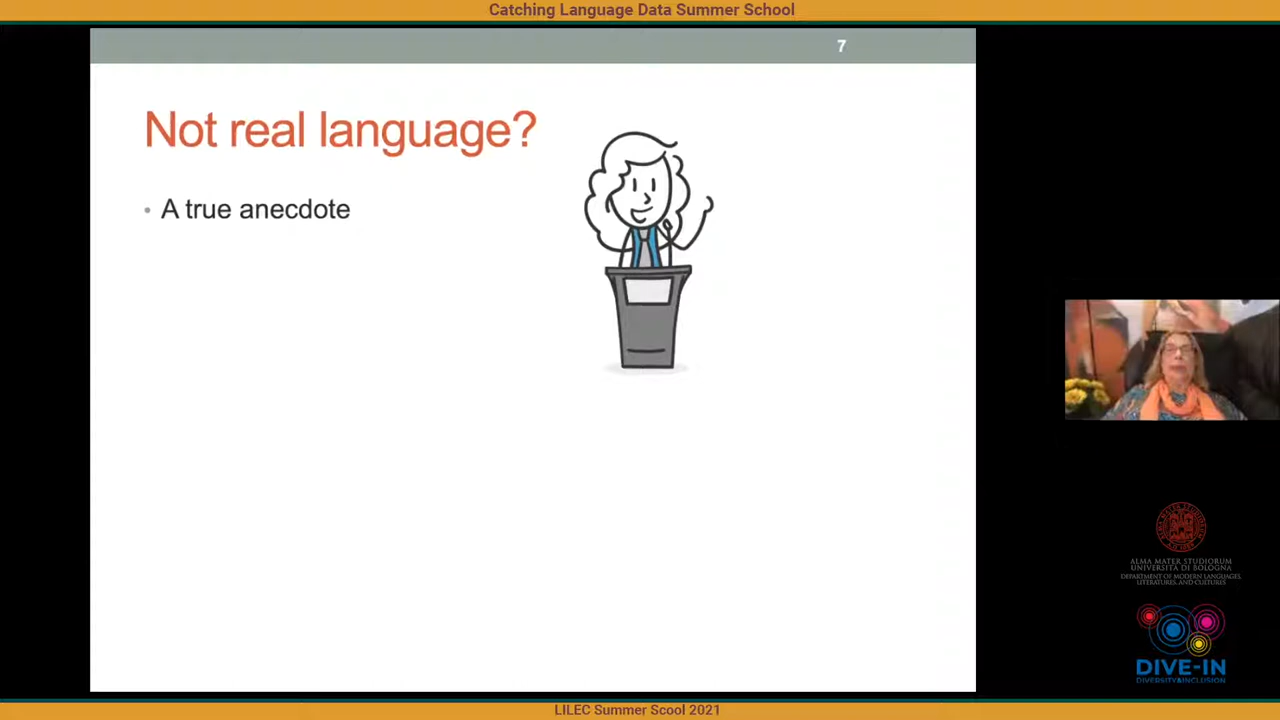 Catching Language Data Summer School
7
Not real language?
• A true anecdote
ALMA MATER STUDIORUM
UNIVERSITÀ DI BOLOGNA
DEPARTMENT OF MODERN LANGUAGES,
LITERATURES, AND CULTURES
DIVE-IN
DIVERSITY&INCLUSION
LILEC Summer Scool 2021